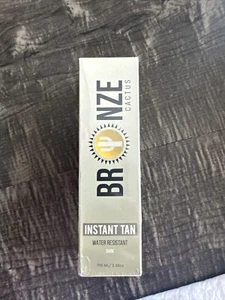 BRONZE
CACTUS
INSTANT TAN
WATER RESISTANT